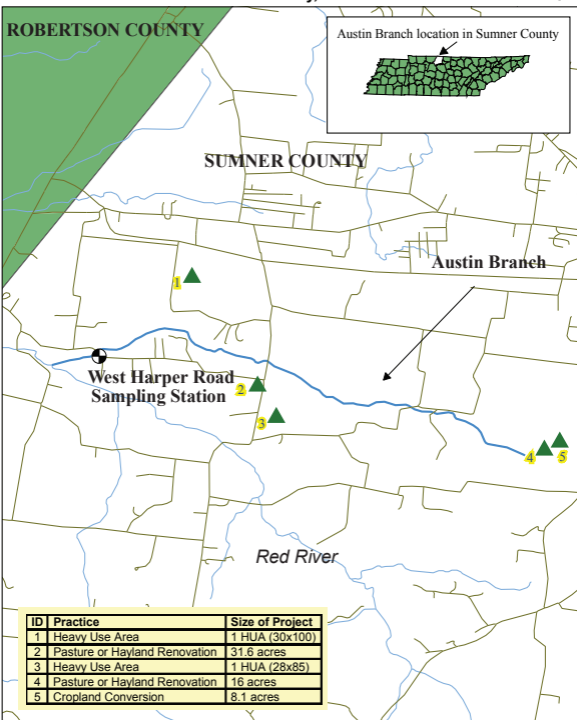 ROBERTSON COUNTY
Austin Branch location in Sumner County
SUMNER COUNTY
Austin Branch
1
West Harper Road
Sampling Station
2
3
4
5
Red River
ID Practice Size of Project
1 Heavy Use Area 1 HUA (30x100)
2 Pasture or Hayland Renovation 31.6 acres
3 Heavy Use Area 1 HUA (28x85)
4 Pasture or Hayland Renovation 16 acres
5 Cropland Conversion 8.1 acres